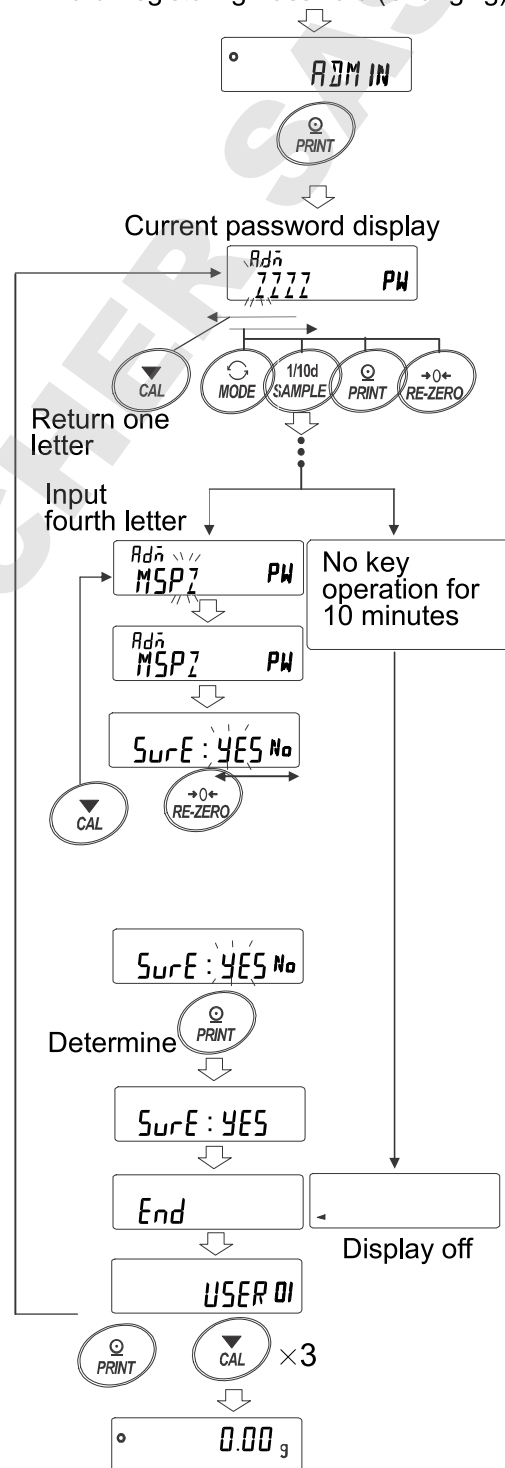 ADMIN
PRINT
Current password display
Adm
ZZZZ PW
CAL
MODE
1/10d
SAMPLE
PRINT
→0←
RE-ZERO
Return one
letter
Input
fourth letter
Adm
MSPZ PW
No key
operation for
10 minutes
Adm
MSPZ PW
SurE : YES No
CAL
→0←
RE-ZERO
SurE : YES No
PRINT
Determine
SurE : YES
End
Display off
USER 01
PRINT
CAL
×3
0.00 g